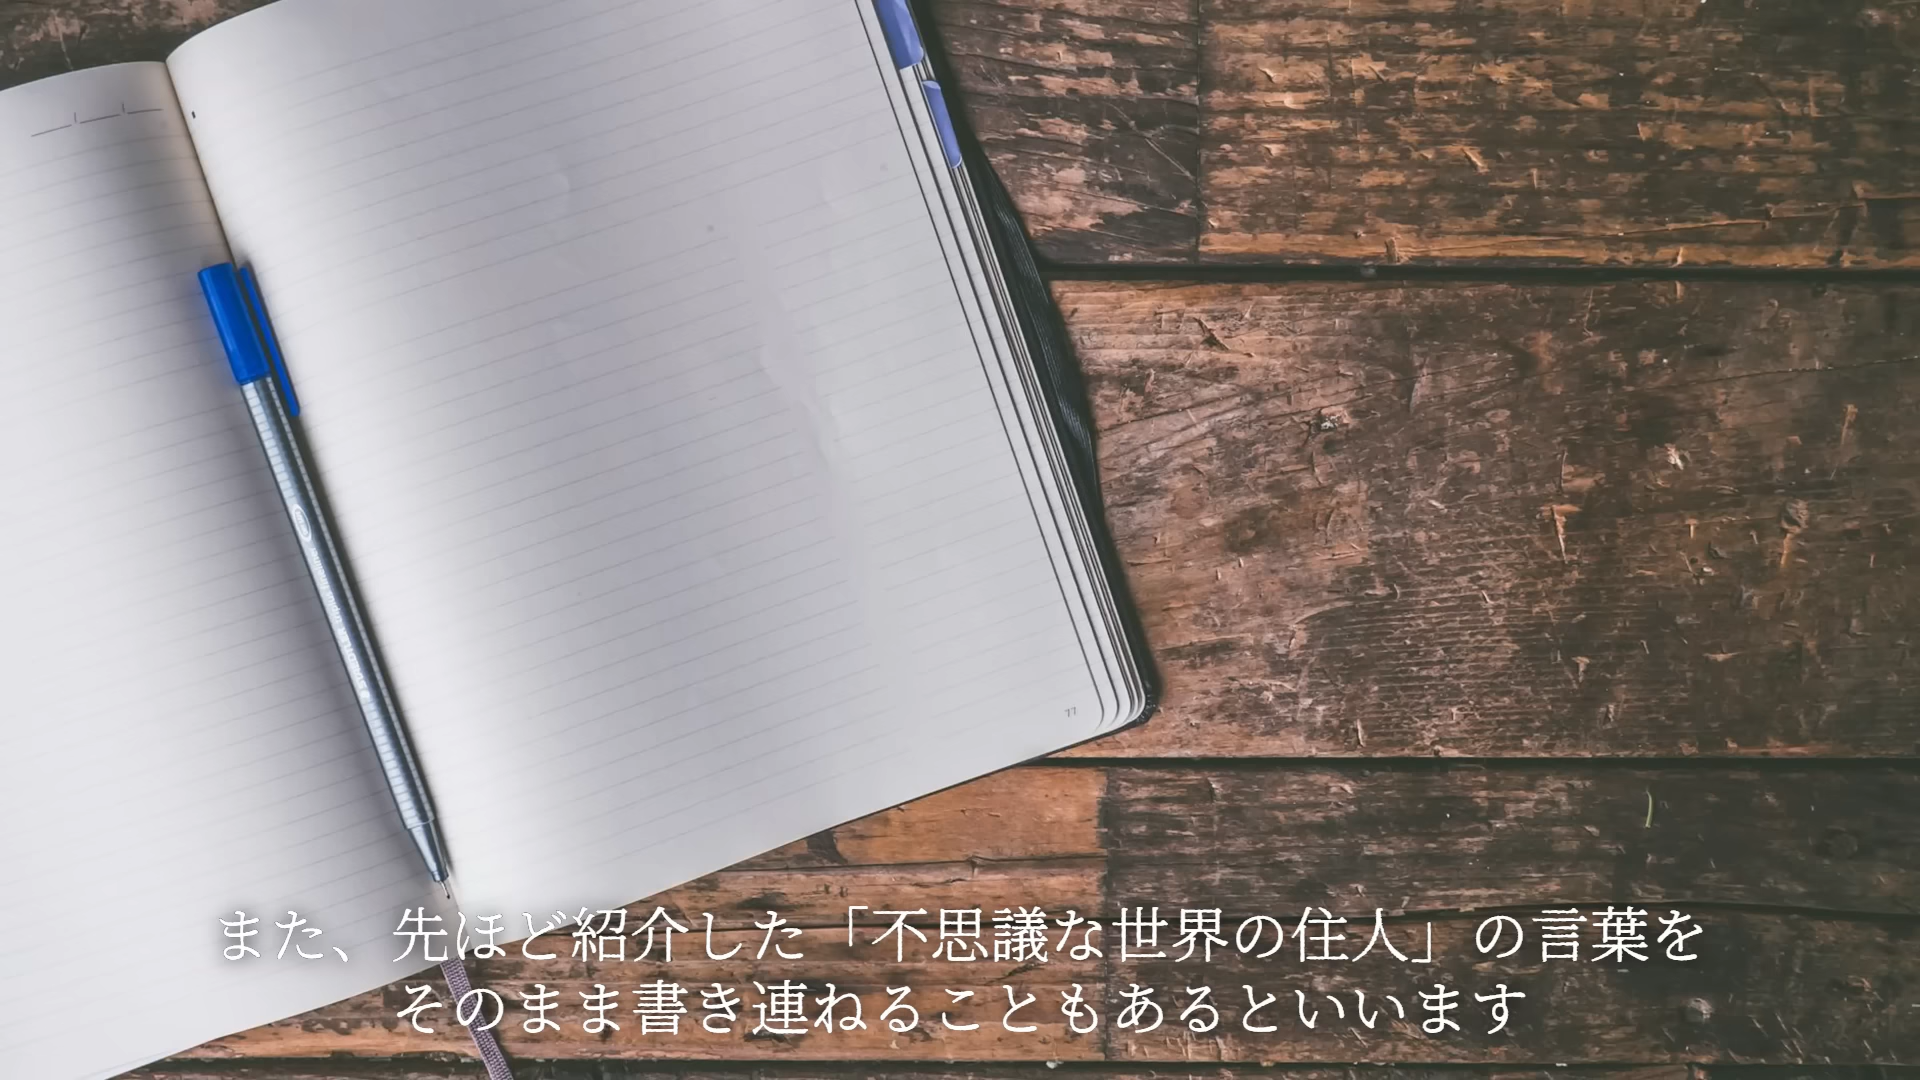 77
また、先ほど紹介した「不思議な世界の住人」の言葉を
そのまま書き連ねることもあるといいます